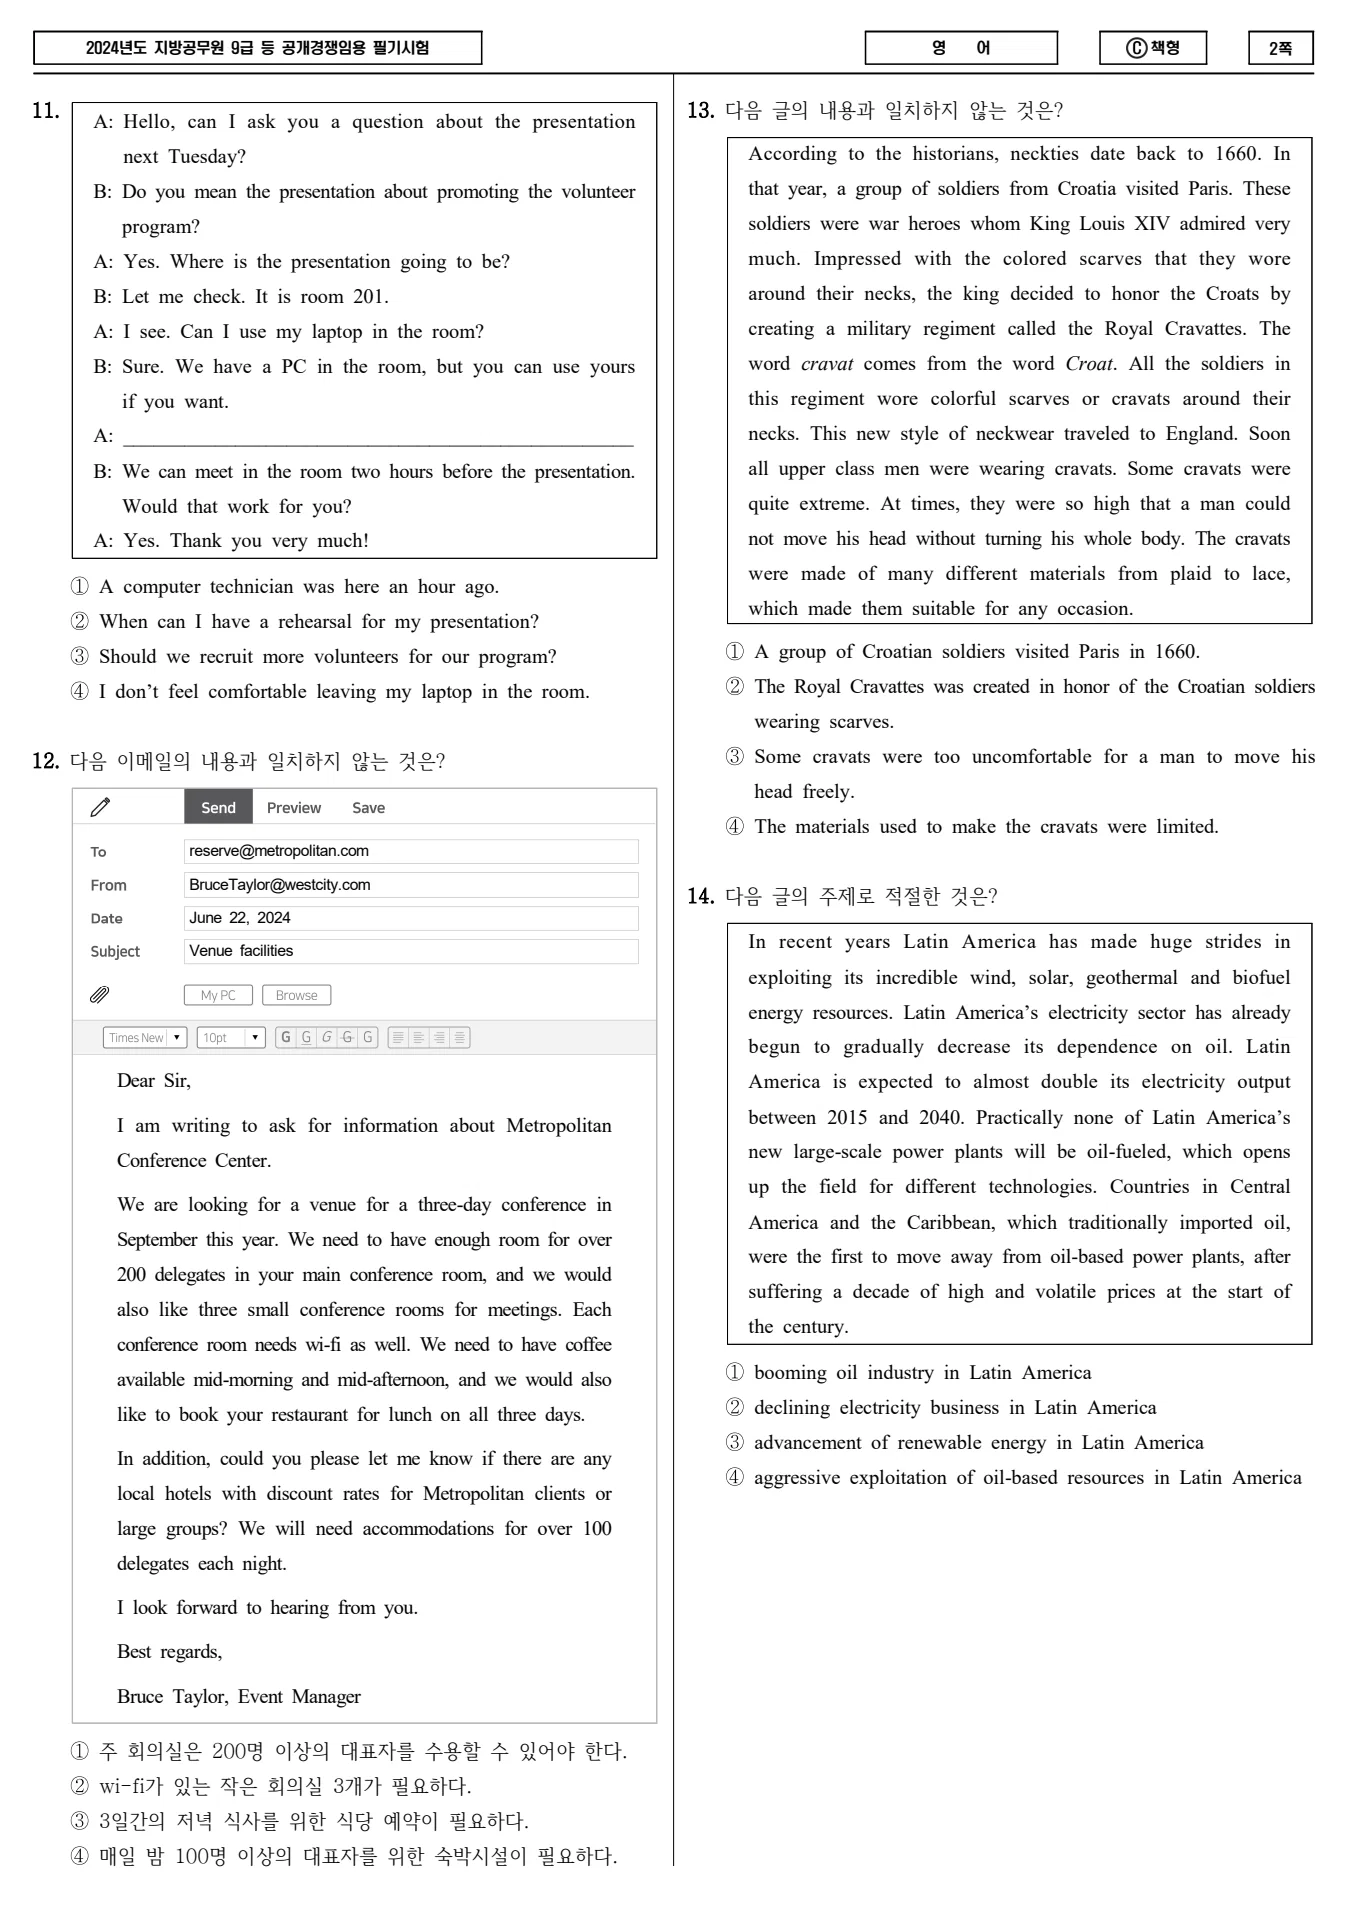 2024년도 지방공무원 9급 등 공개경쟁임용 필기시험
영 어
Ⓒ책형
2쪽
11.
A: Hello, can I ask you a question about the presentation
next Tuesday?
B: Do you mean the presentation about promoting the volunteer
program?
A: Yes. Where is the presentation going to be?
B: Let me check. It is room 201.
A: I see. Can I use my laptop in the room?
B: Sure. We have a PC in the room, but you can use yours
if you want.
A: ___________________________________________________
B: We can meet in the room two hours before the presentation.
Would that work for you?
A: Yes. Thank you very much!
① A computer technician was here an hour ago.
② When can I have a rehearsal for my presentation?
③ Should we recruit more volunteers for our program?
④ I don’t feel comfortable leaving my laptop in the room.
12. 다음 이메일의 내용과 일치하지 않는 것은?
Send Preview Save
To reserve@metropolitan.com
From BruceTaylor@westcity.com
Date June 22, 2024
Subject Venue facilities
My PC Browse
Times New ▼ 10pt ▼ G G G G G
Dear Sir,
I am writing to ask for information about Metropolitan
Conference Center.
We are looking for a venue for a three-day conference in
September this year. We need to have enough room for over
200 delegates in your main conference room, and we would
also like three small conference rooms for meetings. Each
conference room needs wi-fi as well. We need to have coffee
available mid-morning and mid-afternoon, and we would also
like to book your restaurant for lunch on all three days.
In addition, could you please let me know if there are any
local hotels with discount rates for Metropolitan clients or
large groups? We will need accommodations for over 100
delegates each night.
I look forward to hearing from you.
Best regards,
Bruce Taylor, Event Manager
① 주 회의실은 200명 이상의 대표자를 수용할 수 있어야 한다.
② wi-fi가 있는 작은 회의실 3개가 필요하다.
③ 3일간의 저녁 식사를 위한 식당 예약이 필요하다.
④ 매일 밤 100명 이상의 대표자를 위한 숙박시설이 필요하다.
13. 다음 글의 내용과 일치하지 않는 것은?
According to the historians, neckties date back to 1660. In
that year, a group of soldiers from Croatia visited Paris. These
soldiers were war heroes whom King Louis XIV admired very
much. Impressed with the colored scarves that they wore
around their necks, the king decided to honor the Croats by
creating a military regiment called the Royal Cravattes. The
word cravat comes from the word Croat. All the soldiers in
this regiment wore colorful scarves or cravats around their
necks. This new style of neckwear traveled to England. Soon
all upper class men were wearing cravats. Some cravats were
quite extreme. At times, they were so high that a man could
not move his head without turning his whole body. The cravats
were made of many different materials from plaid to lace,
which made them suitable for any occasion.
① A group of Croatian soldiers visited Paris in 1660.
② The Royal Cravattes was created in honor of the Croatian soldiers
wearing scarves.
③ Some cravats were too uncomfortable for a man to move his
head freely.
④ The materials used to make the cravats were limited.
14. 다음 글의 주제로 적절한 것은?
In recent years Latin America has made huge strides in
exploiting its incredible wind, solar, geothermal and biofuel
energy resources. Latin America’s electricity sector has already
begun to gradually decrease its dependence on oil. Latin
America is expected to almost double its electricity output
between 2015 and 2040. Practically none of Latin America’s
new large-scale power plants will be oil-fueled, which opens
up the field for different technologies. Countries in Central
America and the Caribbean, which traditionally imported oil,
were the first to move away from oil-based power plants, after
suffering a decade of high and volatile prices at the start of
the century.
① booming oil industry in Latin America
② declining electricity business in Latin America
③ advancement of renewable energy in Latin America
④ aggressive exploitation of oil-based resources in Latin America